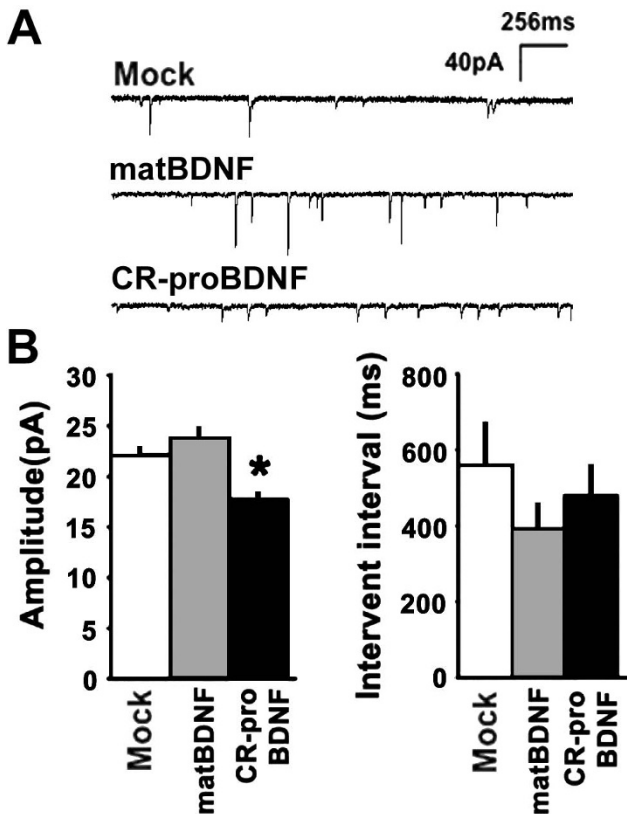 A
256ms
40pA
Mock
matBDNF
CR-proBDNF
B
30
25
20
15
10
5
0
Amplitude(pA)
*
Mock
matBDNF
CR-pro
BDNF
800
600
400
200
0
Intervent interval (ms)
Mock
matBDNF
CR-pro
BDNF